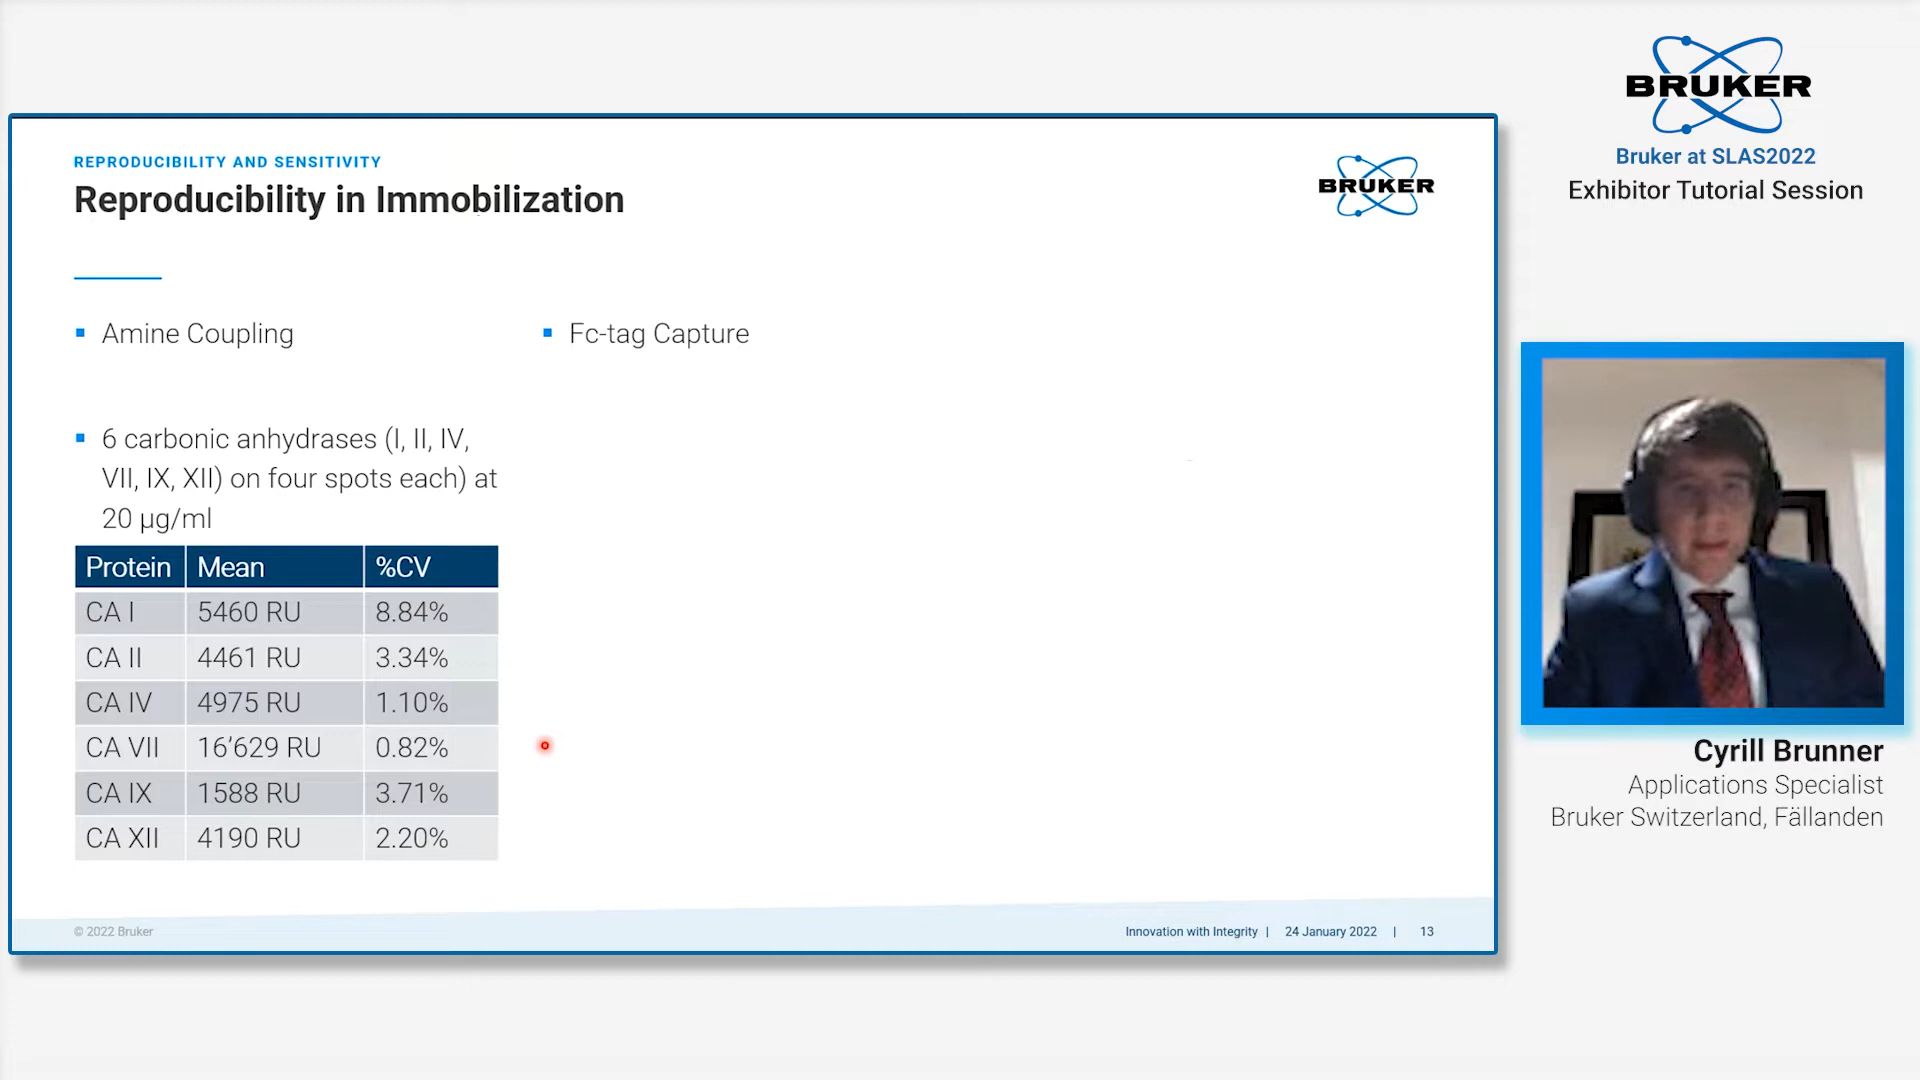 BRUKER
Bruker at SLAS2022
Exhibitor Tutorial Session
REPRODUCIBILITY AND SENSITIVITY
Reproducibility in Immobilization
BRUKER
Amine Coupling
Fc-tag Capture
6 carbonic anhydrases (I, II, IV,
VII, IX, XII) on four spots each) at
20 µg/ml
Protein Mean %CV
CA I 5460 RU 8.84%
CA II 4461 RU 3.34%
CA IV 4975 RU 1.10%
CA VII 16’629 RU 0.82%
CA IX 1588 RU 3.71%
CA XII 4190 RU 2.20%
© 2022 Bruker
Innovation with Integrity | 24 January 2022 | 13
Cyrill Brunner
Applications Specialist
Bruker Switzerland, Fällanden